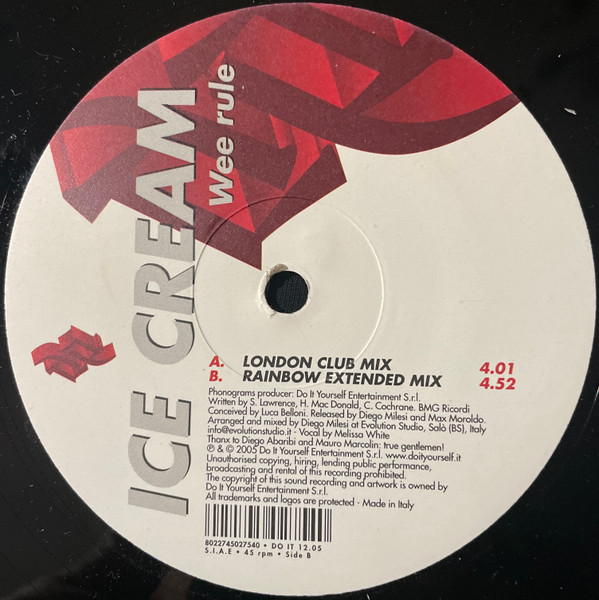 ICE CREAM
Wee rule
A. LONDON CLUB MIX 4.01
B. RAINBOW EXTENDED MIX 4.52
Phonograms producer: Do It Yourself Entertainment S.r.l.
Written by S. Lawrence, H. Mac Donald, C. Cochrane. BMG Ricordi
Conceived by Luca Belloni. Released by Diego Milesi and Max Moroldo.
Arranged and mixed by Diego Milesi at Evolution Studio, Salò (BS), Italy
info@evolutionstudio.it - Vocal by Melissa White
Thanx to Diego Abaribi and Mauro Marcolin: true gentlemen!
℗ & © 2005 Do It Yourself Entertainment S.r.l. www.doityourself.it
Unauthorised copying, hiring, lending public performance,
broadcasting and rental of this recording prohibited.
The copyright of this sound recording and artwork is owned by
Do It Yourself Entertainment S.r.l.
All trademarks and logos are protected - Made in Italy
8022745027540 • DO IT 12.05
S.I.A.E • 45 rpm • Side B